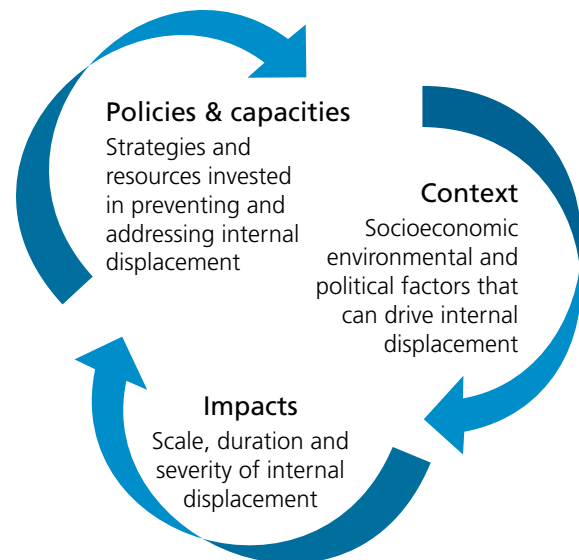 Policies & capacities
Strategies and
resources invested
in preventing and
addressing internal
displacement
Context
Socioeconomic
environmental and
political factors that
can drive internal
displacement
Impacts
Scale, duration and
severity of internal
displacement